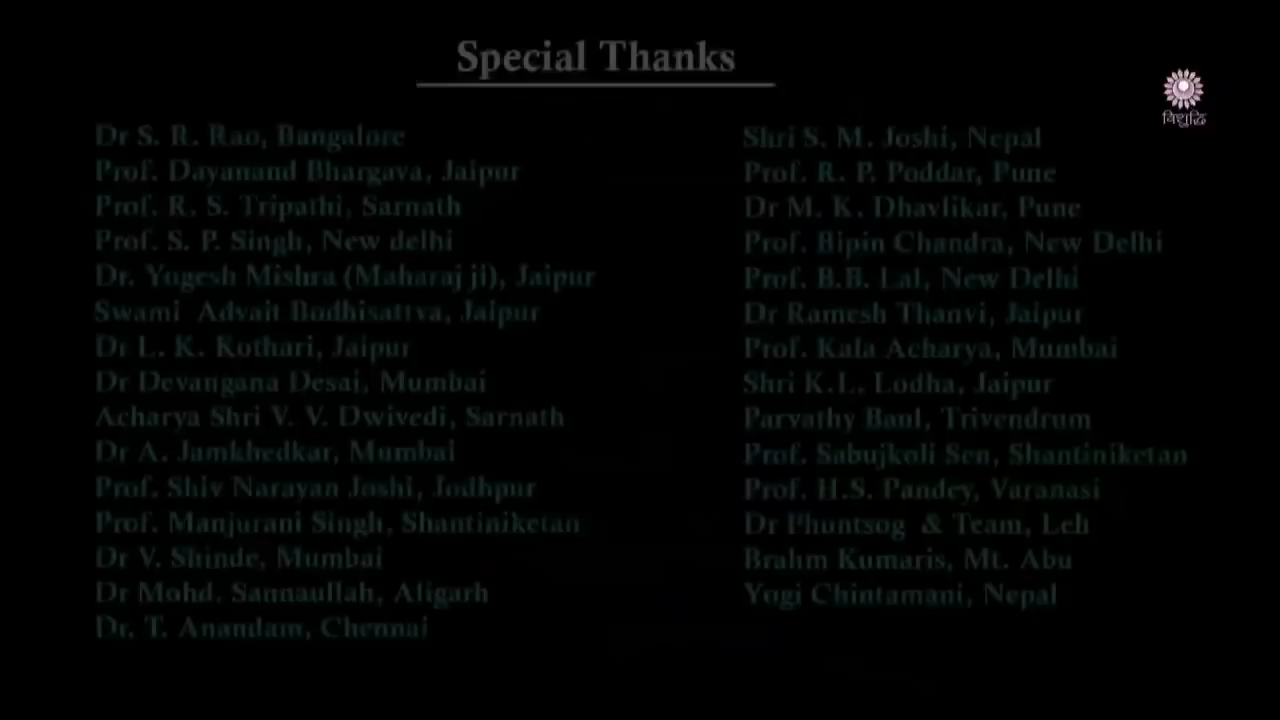 Special Thanks
विशुद्धि
Dr S. R. Rao, Bangalore
Prof. Dayanand Bhargava, Jaipur
Prof. R. S. Tripathi, Sarnath
Prof. S. P. Singh, New delhi
Dr. Yogesh Mishra (Maharaj ji), Jaipur
Swami Advait Bodhisattva, Jaipur
Dr L. K. Kothari, Jaipur
Dr Devangana Desai, Mumbai
Acharya Shri V. V. Dwivedi, Sarnath
Dr A. Jamkhedkar, Mumbai
Prof. Shiv Narayan Joshi, Jodhpur
Prof. Manjurani Singh, Shantiniketan
Dr V. Shinde, Mumbai
Dr Mohd. Sannaullah, Aligarh
Dr. T. Anandam, Chennai
Shri S. M. Joshi, Nepal
Prof. R. P. Poddar, Pune
Dr M. K. Dhavlikar, Pune
Prof. Bipin Chandra, New Delhi
Prof. B.B. Lal, New Delhi
Dr Ramesh Thanvi, Jaipur
Prof. Kala Acharya, Mumbai
Shri K.L. Lodha, Jaipur
Parvathy Baul, Trivendrum
Prof. Sabujkoli Sen, Shantiniketan
Prof. H.S. Pandey, Varanasi
Dr Phuntsog & Team, Leh
Brahm Kumaris, Mt. Abu
Yogi Chintamani, Nepal